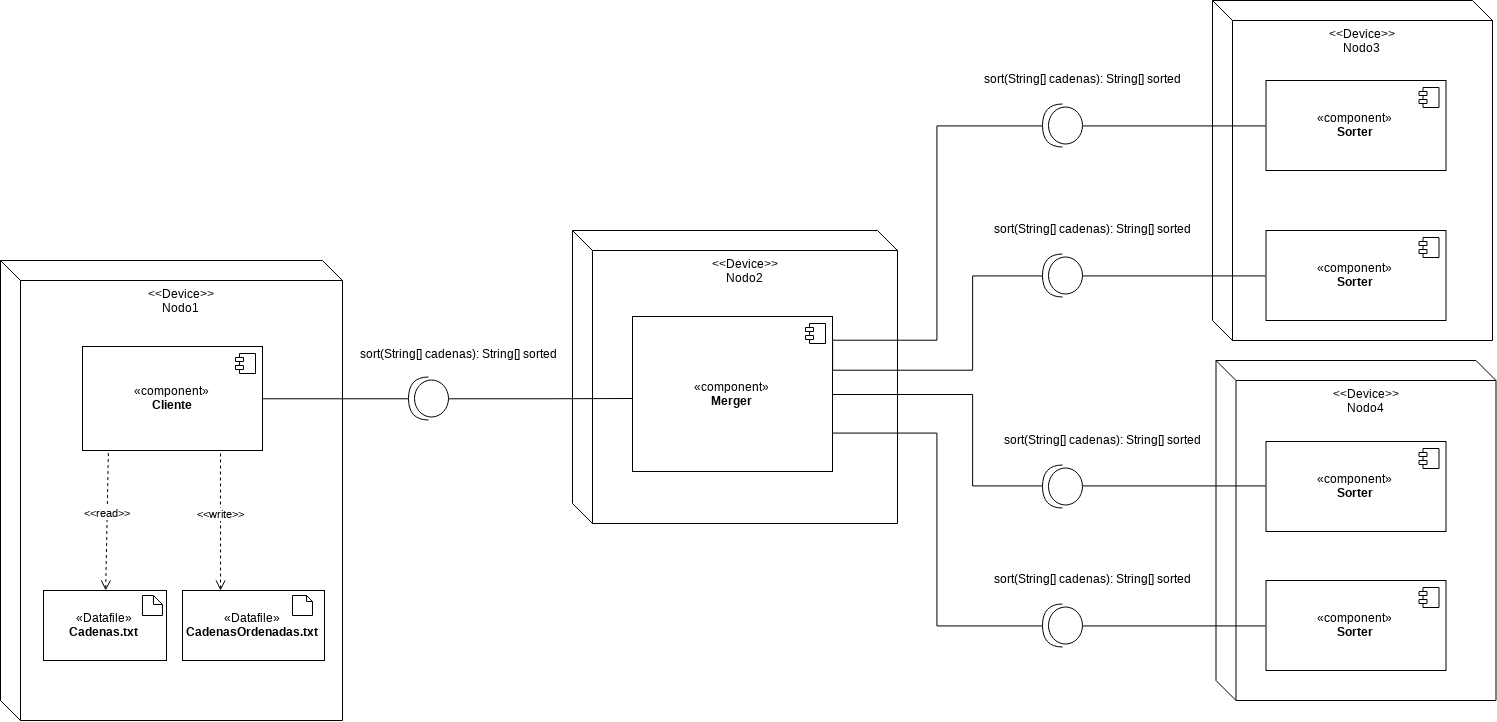 <<Device>>
Nodo1
«component»
Cliente
<<read>>
<<write>>
«Datafile»
Cadenas.txt
«Datafile»
CadenasOrdenadas.txt
sort(String[] cadenas): String[] sorted
<<Device>>
Nodo2
«component»
Merger
sort(String[] cadenas): String[] sorted
sort(String[] cadenas): String[] sorted
sort(String[] cadenas): String[] sorted
sort(String[] cadenas): String[] sorted
<<Device>>
Nodo3
«component»
Sorter
«component»
Sorter
<<Device>>
Nodo4
«component»
Sorter
«component»
Sorter